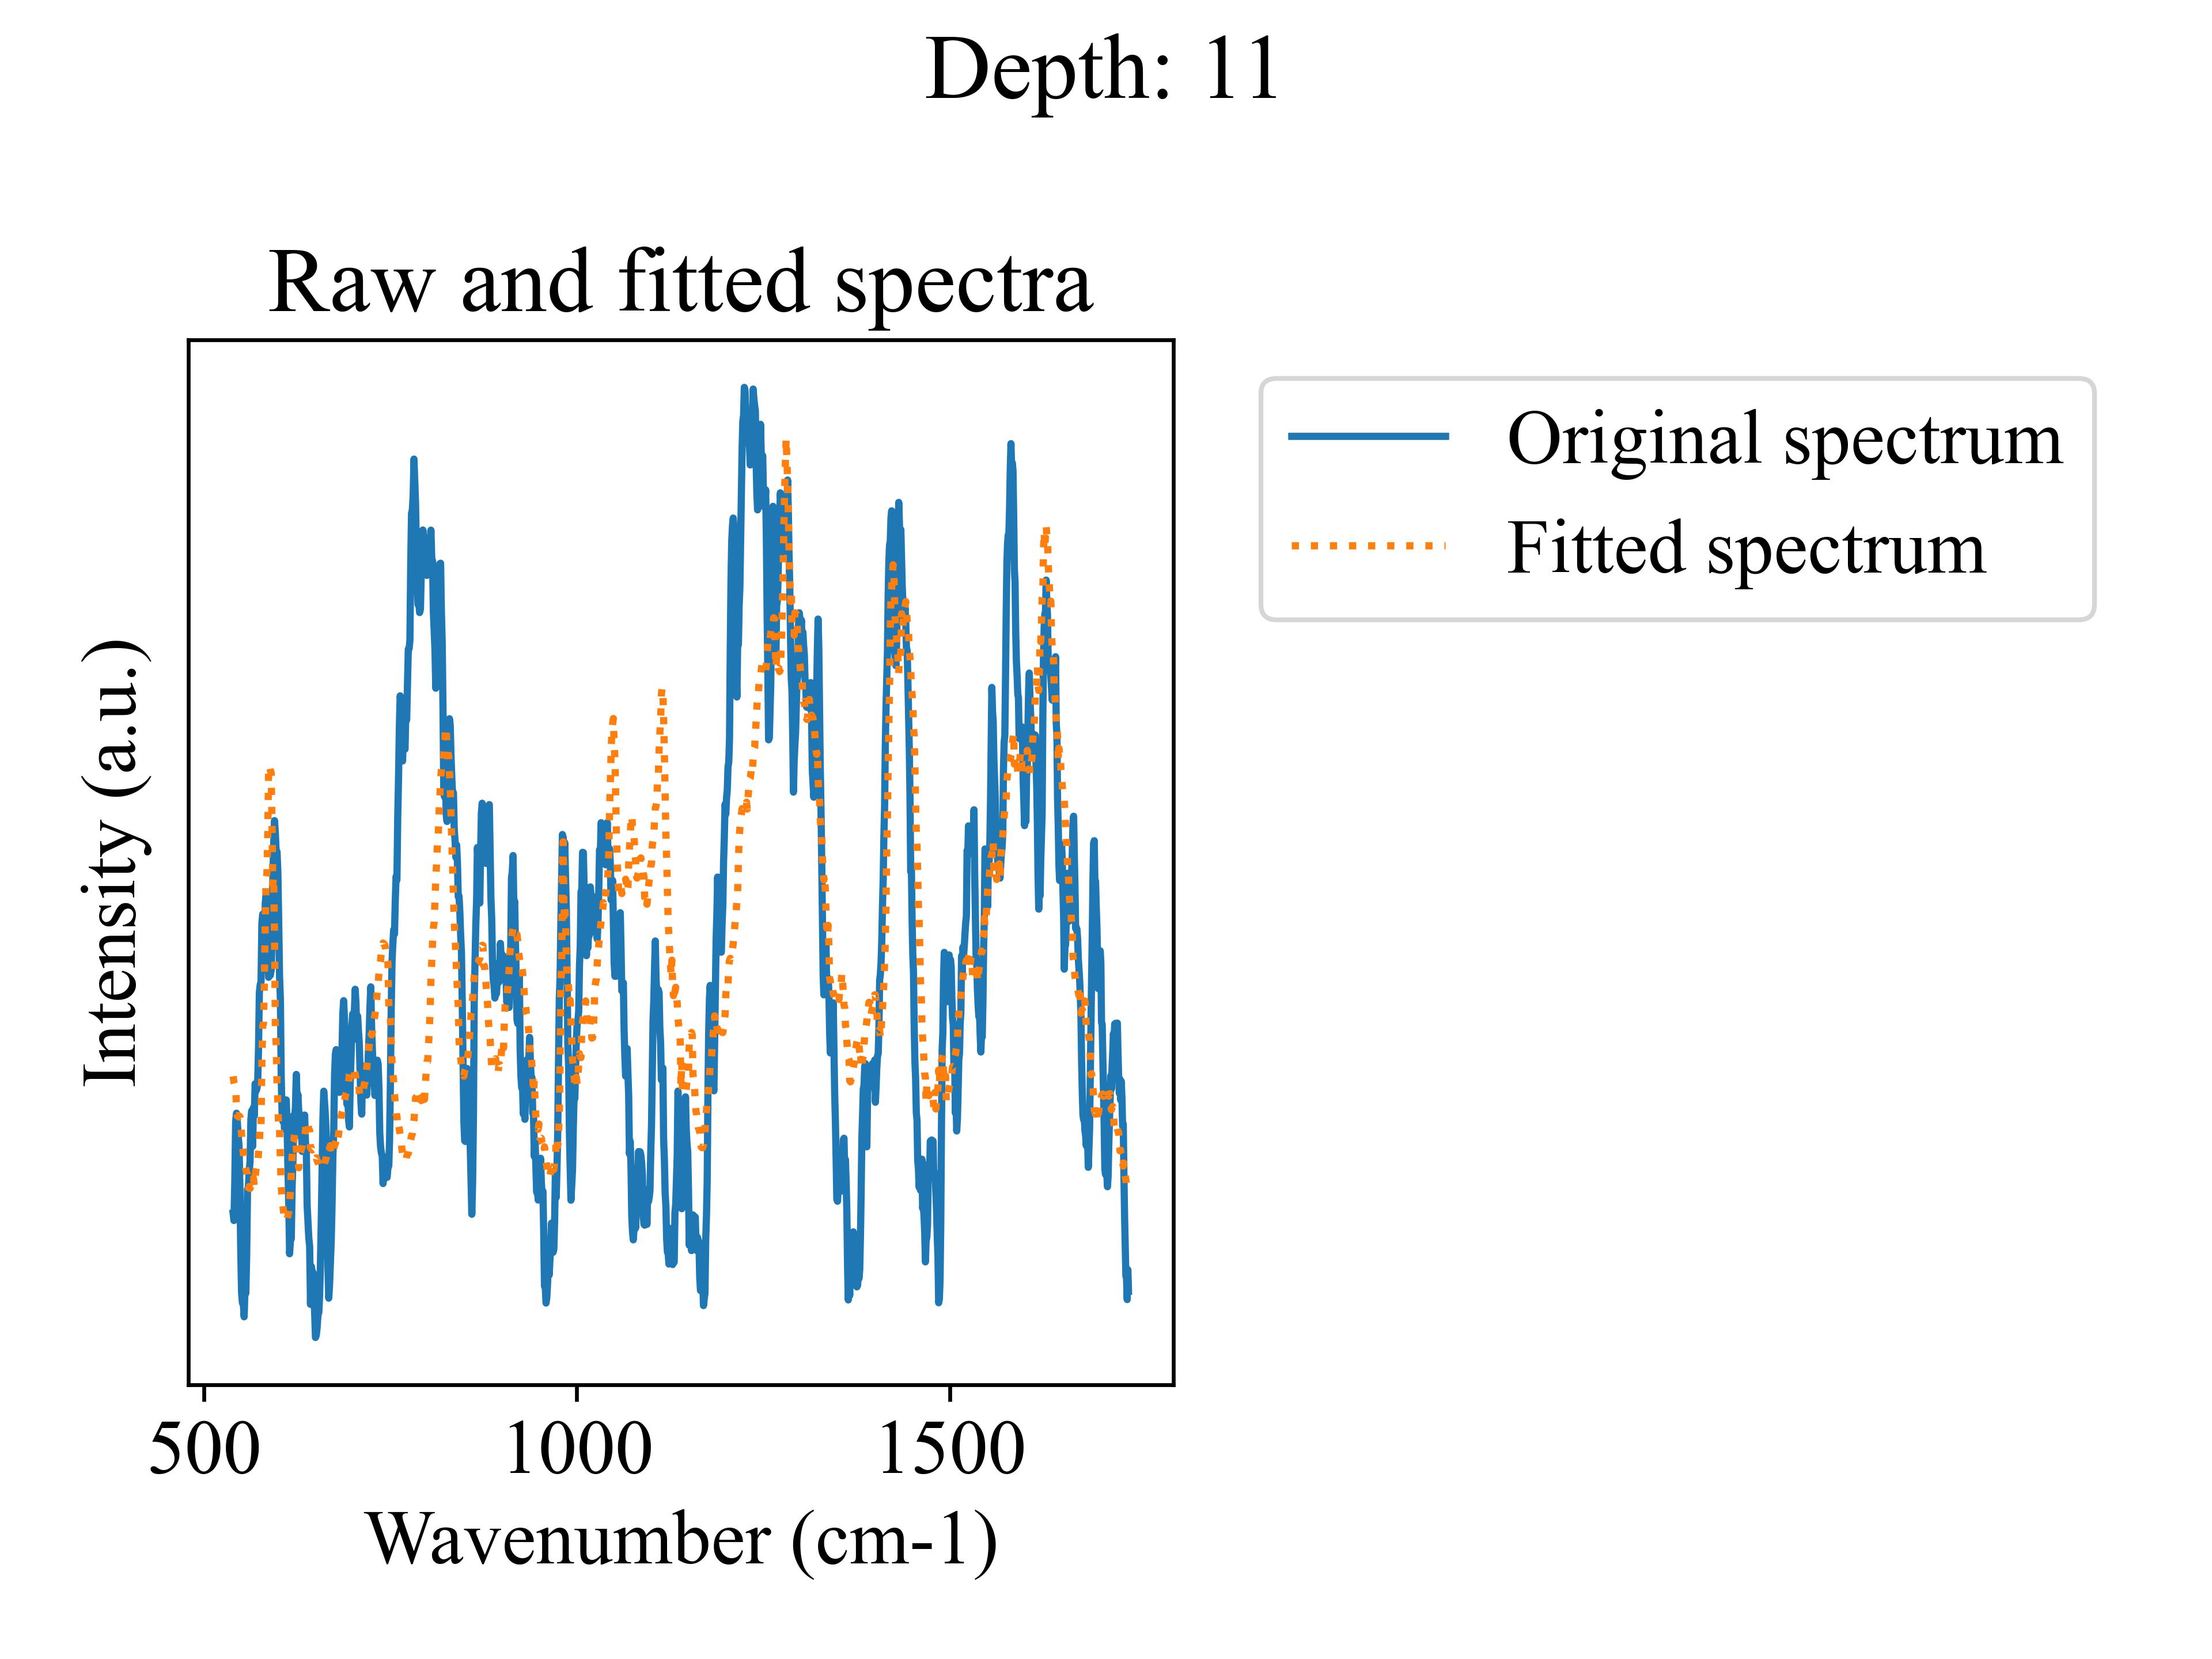 Depth: 11
Raw and fitted spectra
Original spectrum
Fitted spectrum
Intensity (a.u.)
500 1000 1500
Wavenumber (cm-1)